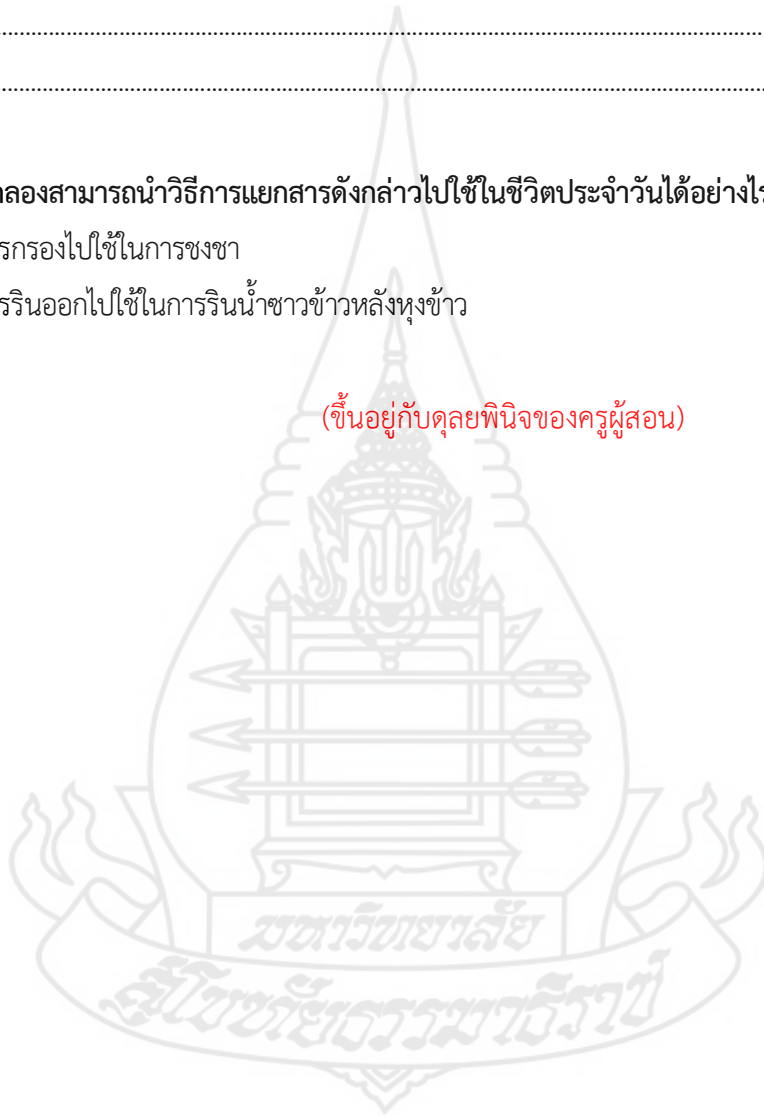 ดลองสามารถนำวิธีการแยกสารดังกล่าวไปใช้ในชีวิตประจำวันได้อย่างไร
รกรองไปใช้ในการชงชา
รรินออกไปใช้ในการรินน้ำซาวข้าวหลังหุงข้าว
(ขึ้นอยู่กับดุลยพินิจของครูผู้สอน)
มหาวิทยาลัย
สุโขทัยธรรมาธิราช